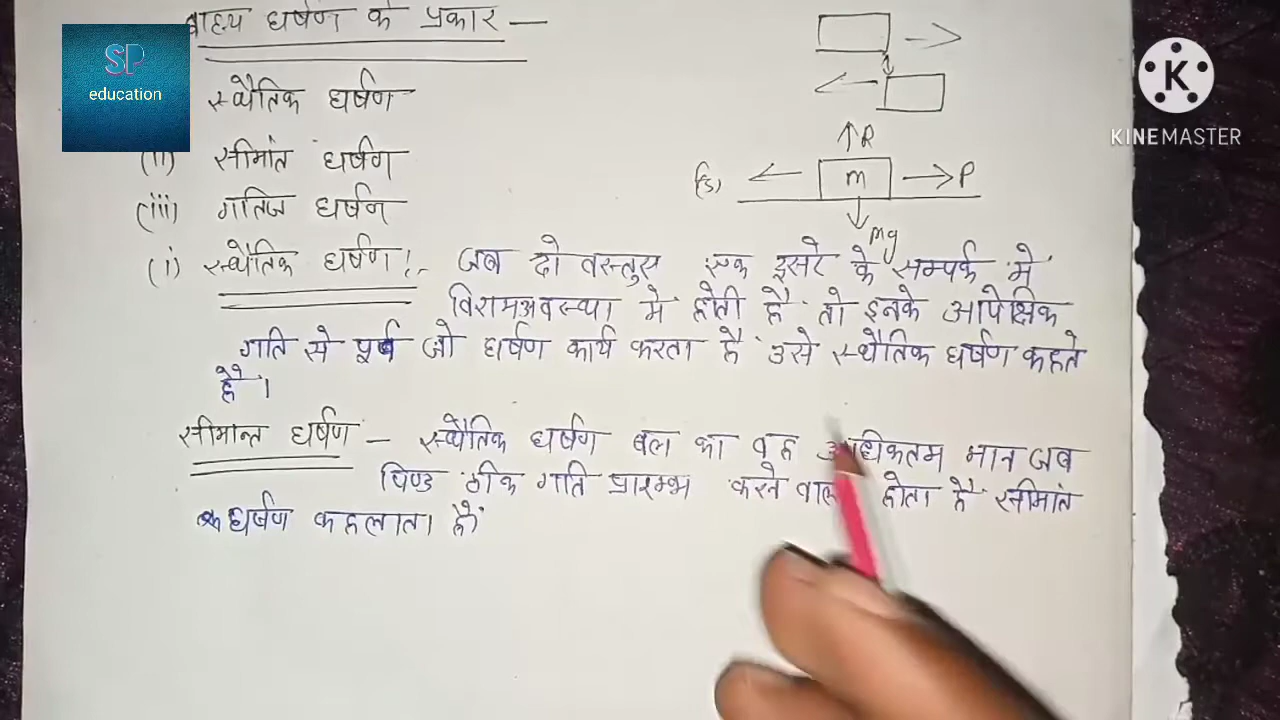 बाह्य घर्षण के प्रकार —
SP
education
स्थैतिक घर्षण
(ii) सीमांत घर्षण
(iii) गतिज घर्षण
(i) स्थैतिक घर्षण :- जब दो वस्तुएं एक दूसरे के सम्पर्क में
विरामअवस्था में होती है तो इनके आपेक्षिक
गति से पूर्व जो घर्षण कार्य करता है उसे स्थैतिक घर्षण कहते
है।
सीमान्त घर्षण — स्थैतिक घर्षण बल का वह अधिकतम मान जब
पिण्ड ठीक गति प्रारम्भ करने वाला होता है सीमांत
घर्षण कहलाता है।
R
m
P
mg
K
KINEMASTER